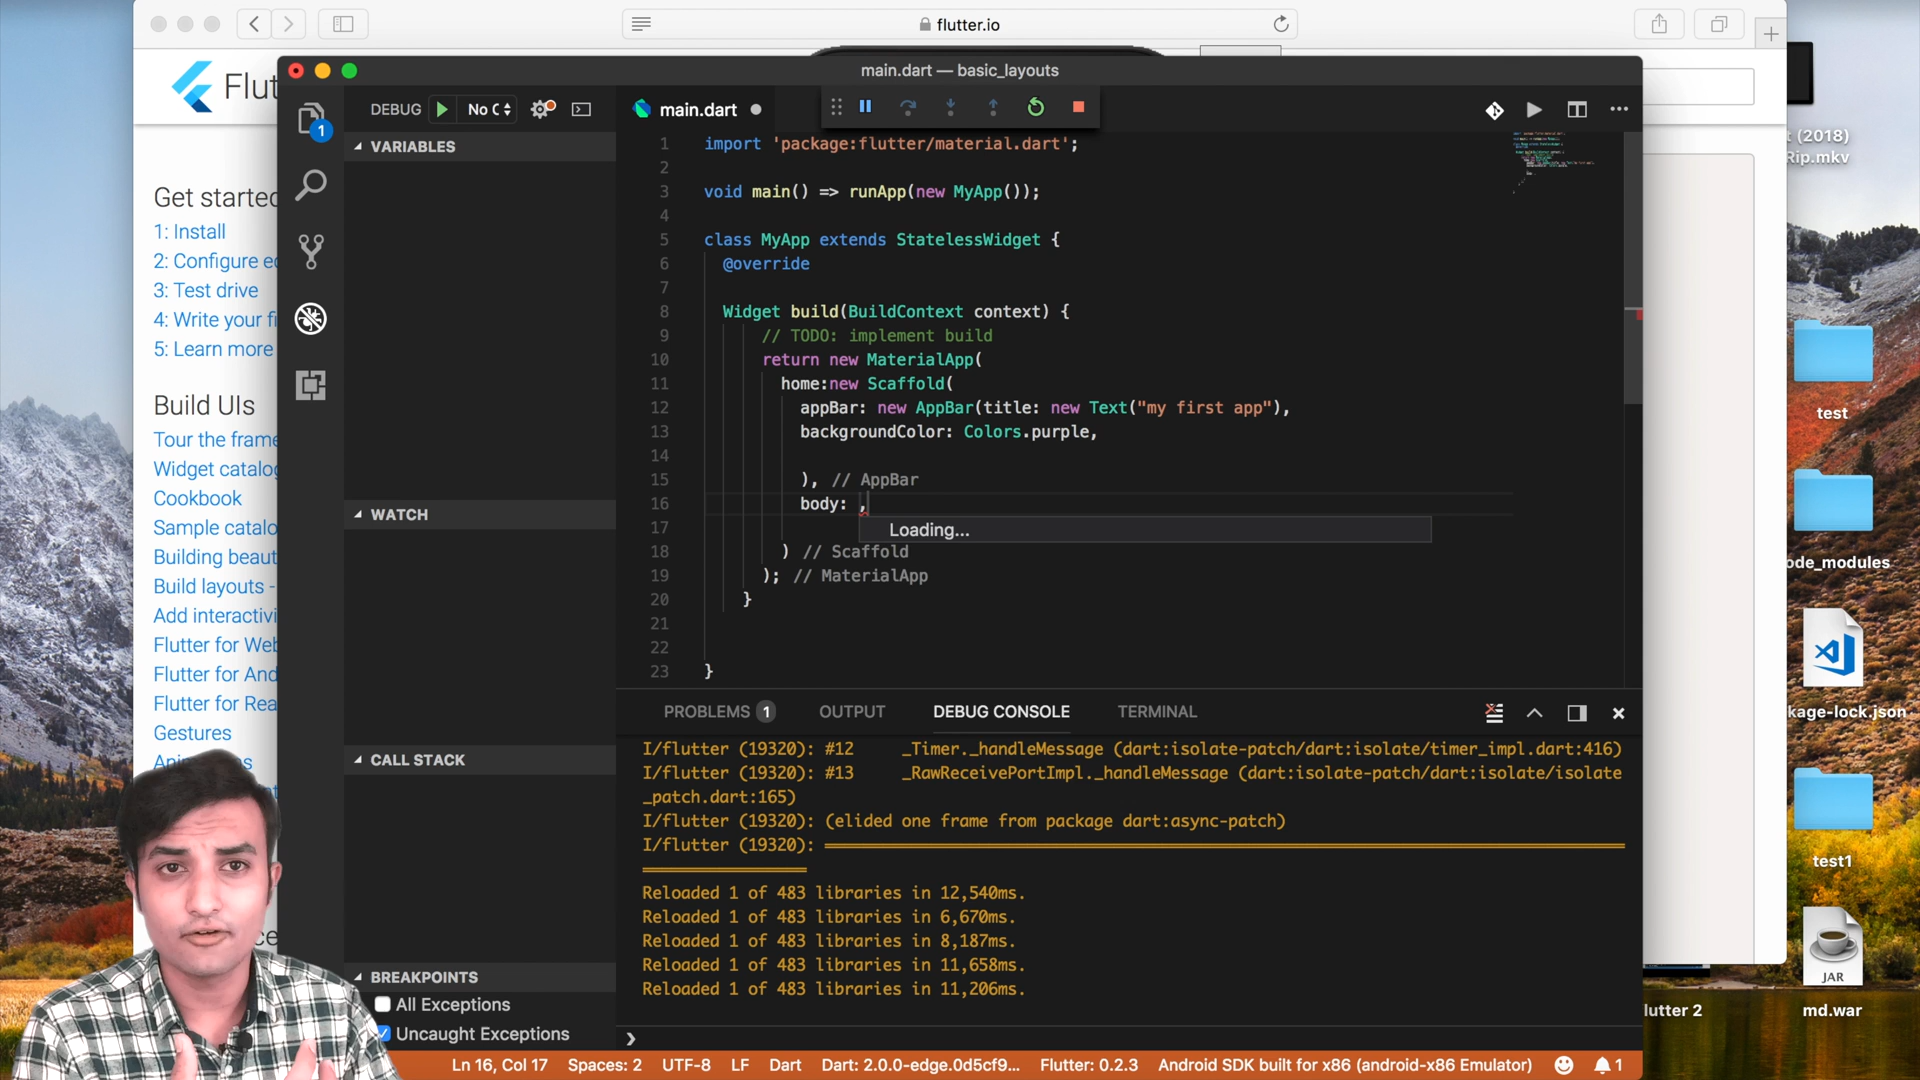 flutter.io
Flut
main.dart — basic_layouts
DEBUG
No C
main.dart
1
VARIABLES
WATCH
CALL STACK
BREAKPOINTS
All Exceptions
Uncaught Exceptions
Get started
1: Install
2: Configure e
3: Test drive
4: Write your fi
5: Learn more
Build UIs
Tour the frame
Widget catalog
Cookbook
Sample catalo
Building beaut
Build layouts -
Add interactivi
Flutter for Web
Flutter for And
Flutter for Rea
Gestures
1 import 'package:flutter/material.dart';
2
3 void main() => runApp(new MyApp());
4
5 class MyApp extends StatelessWidget {
6 @override
7
8 Widget build(BuildContext context) {
9 // TODO: implement build
10 return new MaterialApp(
11 home:new Scaffold(
12 appBar: new AppBar(title: new Text("my first app"),
13 backgroundColor: Colors.purple,
14
15 ), // AppBar
16 body: ,
17 Loading...
18 ) // Scaffold
19 ); // MaterialApp
20 }
21
22
23 }
PROBLEMS 1 OUTPUT DEBUG CONSOLE TERMINAL
I/flutter (19320): #12 _Timer._handleMessage (dart:isolate-patch/dart:isolate/timer_impl.dart:416)
I/flutter (19320): #13 _RawReceivePortImpl._handleMessage (dart:isolate-patch/dart:isolate/isolate
_patch.dart:165)
I/flutter (19320): (elided one frame from package dart:async-patch)
I/flutter (19320): ════════
Reloaded 1 of 483 libraries in 12,540ms.
Reloaded 1 of 483 libraries in 6,670ms.
Reloaded 1 of 483 libraries in 8,187ms.
Reloaded 1 of 483 libraries in 11,658ms.
Reloaded 1 of 483 libraries in 11,206ms.
Ln 16, Col 17 Spaces: 2 UTF-8 LF Dart Dart: 2.0.0-edge.0d5cf9... Flutter: 0.2.3 Android SDK built for x86 (android-x86 Emulator) 1
t (2018)
Rip.mkv
test
ode_modules
kage-lock.json
test1
JAR
lutter 2
md.war